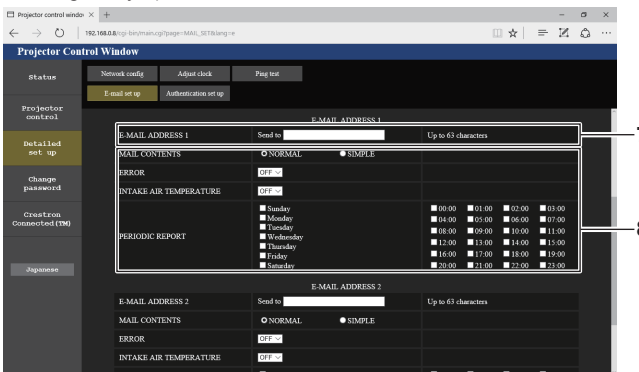 Projector control windo
192.168.0.8/cgi-bin/main.cgi?page=MAIL_SET&lang=e
Projector Control Window
Status
Network config Adjust clock Ping test
E-mail set up Authentication set up
Projector control
Detailed set up
Change password
Crestron Connected(TM)
Japanese
E-MAIL ADDRESS 1
E-MAIL ADDRESS 1 Send to Up to 63 characters
MAIL CONTENTS NORMAL SIMPLE
ERROR OFF
INTAKE AIR TEMPERATURE OFF
PERIODIC REPORT
Sunday 00:00 01:00 02:00 03:00
Monday 04:00 05:00 06:00 07:00
Tuesday 08:00 09:00 10:00 11:00
Wednesday
Thursday 12:00 13:00 14:00 15:00
Friday 16:00 17:00 18:00 19:00
Saturday 20:00 21:00 22:00 23:00
E-MAIL ADDRESS 2
E-MAIL ADDRESS 2 Send to Up to 63 characters
MAIL CONTENTS NORMAL SIMPLE
ERROR OFF
INTAKE AIR TEMPERATURE OFF